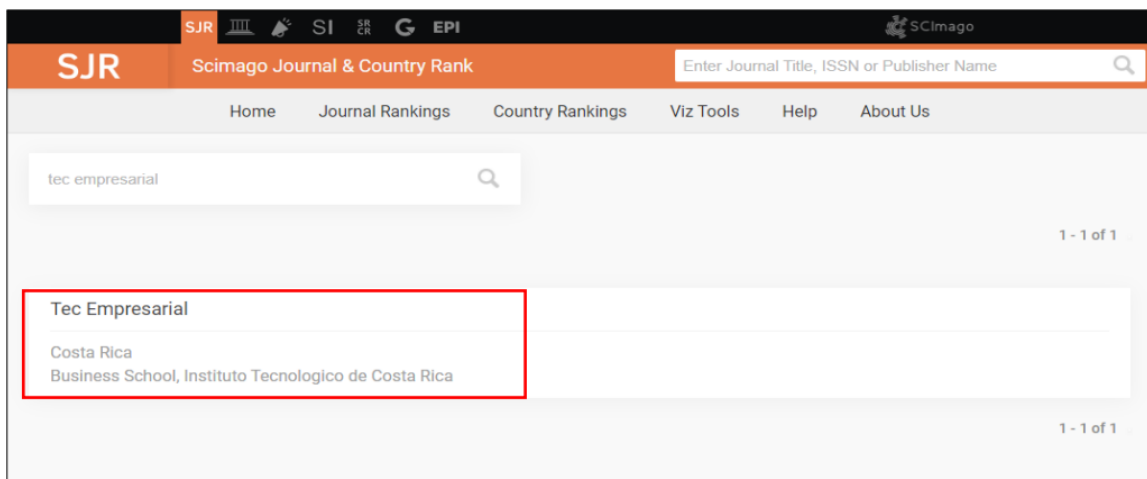 SJR SI SR CR G EPI SCImago
SJR Scimago Journal & Country Rank Enter Journal Title, ISSN or Publisher Name
Home Journal Rankings Country Rankings Viz Tools Help About Us
tec empresarial
1 - 1 of 1
Tec Empresarial
Costa Rica
Business School, Instituto Tecnologico de Costa Rica
1 - 1 of 1